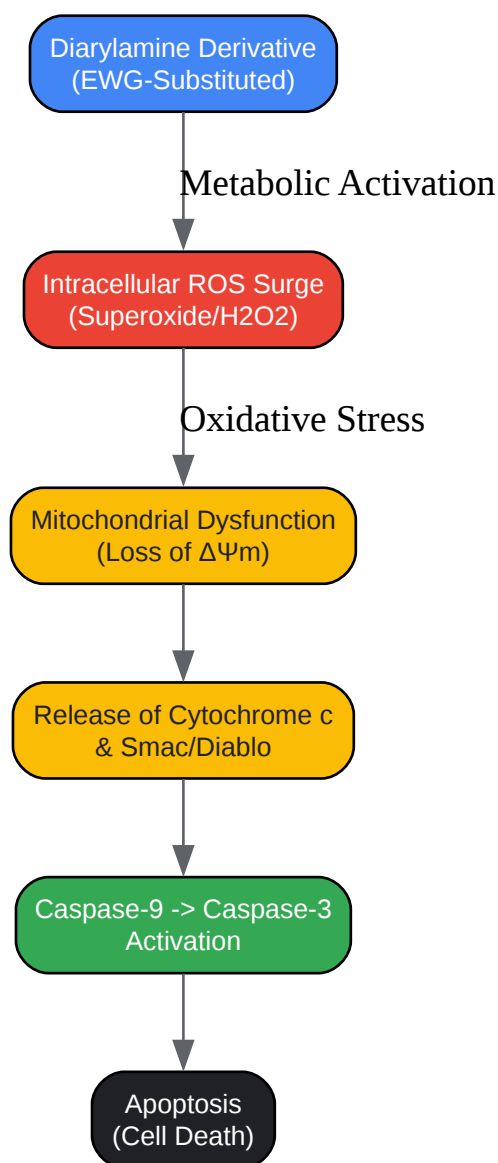 Diarylamine Derivative
(EWG-Substituted)
Metabolic Activation
Intracellular ROS Surge
(Superoxide/H2O2)
Oxidative Stress
Mitochondrial Dysfunction
(Loss of ΔΨm)
Release of Cytochrome c
& Smac/Diablo
Caspase-9 -> Caspase-3
Activation
Apoptosis
(Cell Death)